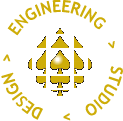 DESIGN > ENGINEERING > STUDIO >